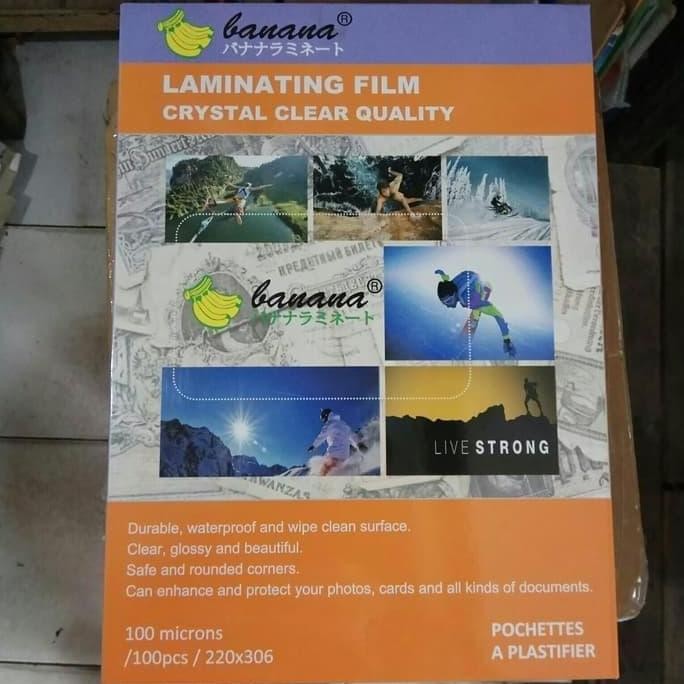 banana®
バナナラミネート
LAMINATING FILM
CRYSTAL CLEAR QUALITY
КРЕДИТНЫЙ БИЛЕТ
banana®
バナナラミネート
LIVE STRONG
KWANZAS
Durable, waterproof and wipe clean surface.
Clear, glossy and beautiful.
Safe and rounded corners.
Can enhance and protect your photos, cards and all kinds of documents.
100 microns
/100pcs / 220x306
POCHETTES
A PLASTIFIER